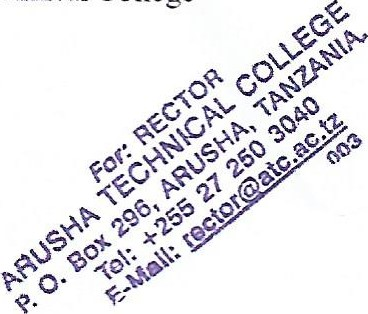 College
For: RECTOR
ARUSHA TECHNICAL COLLEGE
P. O. Box 296, ARUSHA, TANZANIA.
Tel: +255 27 250 3040
E-Mail: rector@atc.ac.tz
003